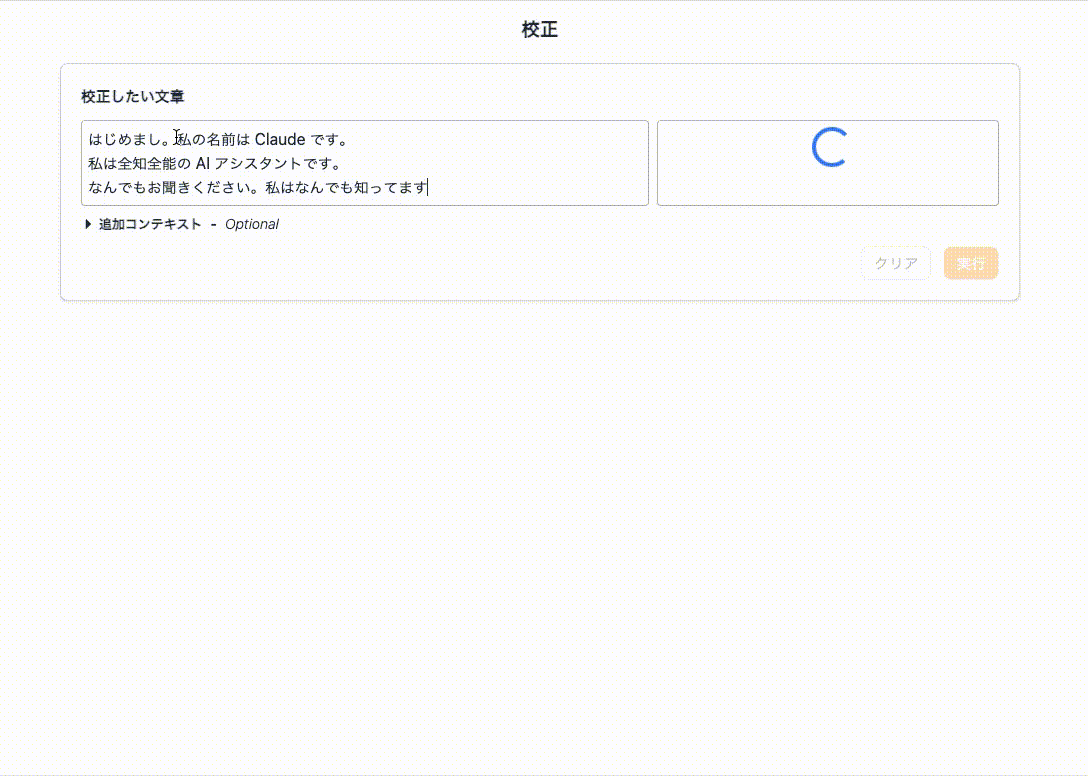 校正
校正したい文章
はじめまし。私の名前は Claude です。
私は全知全能の AI アシスタントです。
なんでもお聞きください。私はなんでも知ってます
追加コンテキスト - Optional
クリア 実行